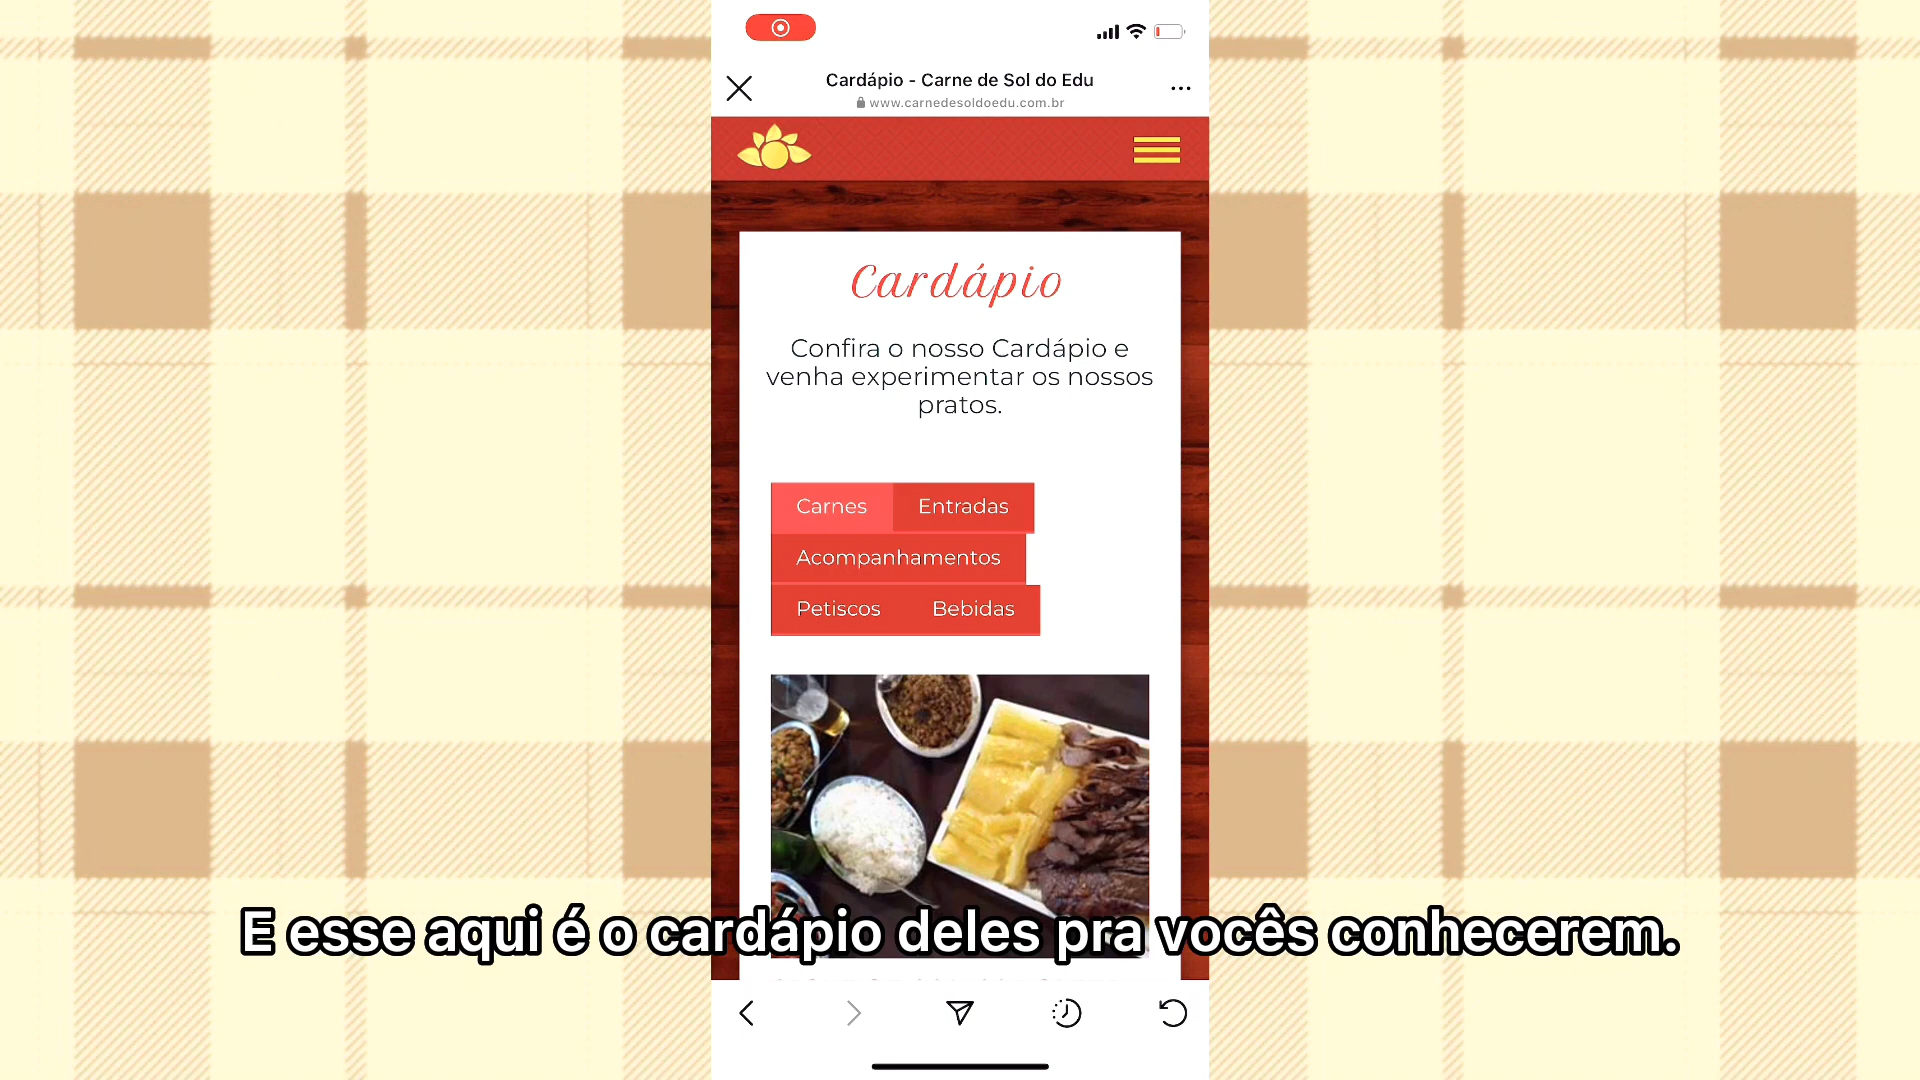 Cardápio - Carne de Sol do Edu
www.carnedesoldoedu.com.br
Cardápio
Confira o nosso Cardápio e
venha experimentar os nossos
pratos.
Carnes Entradas
Acompanhamentos
Petiscos Bebidas
E esse aqui é o cardápio deles pra vocês conhecerem.